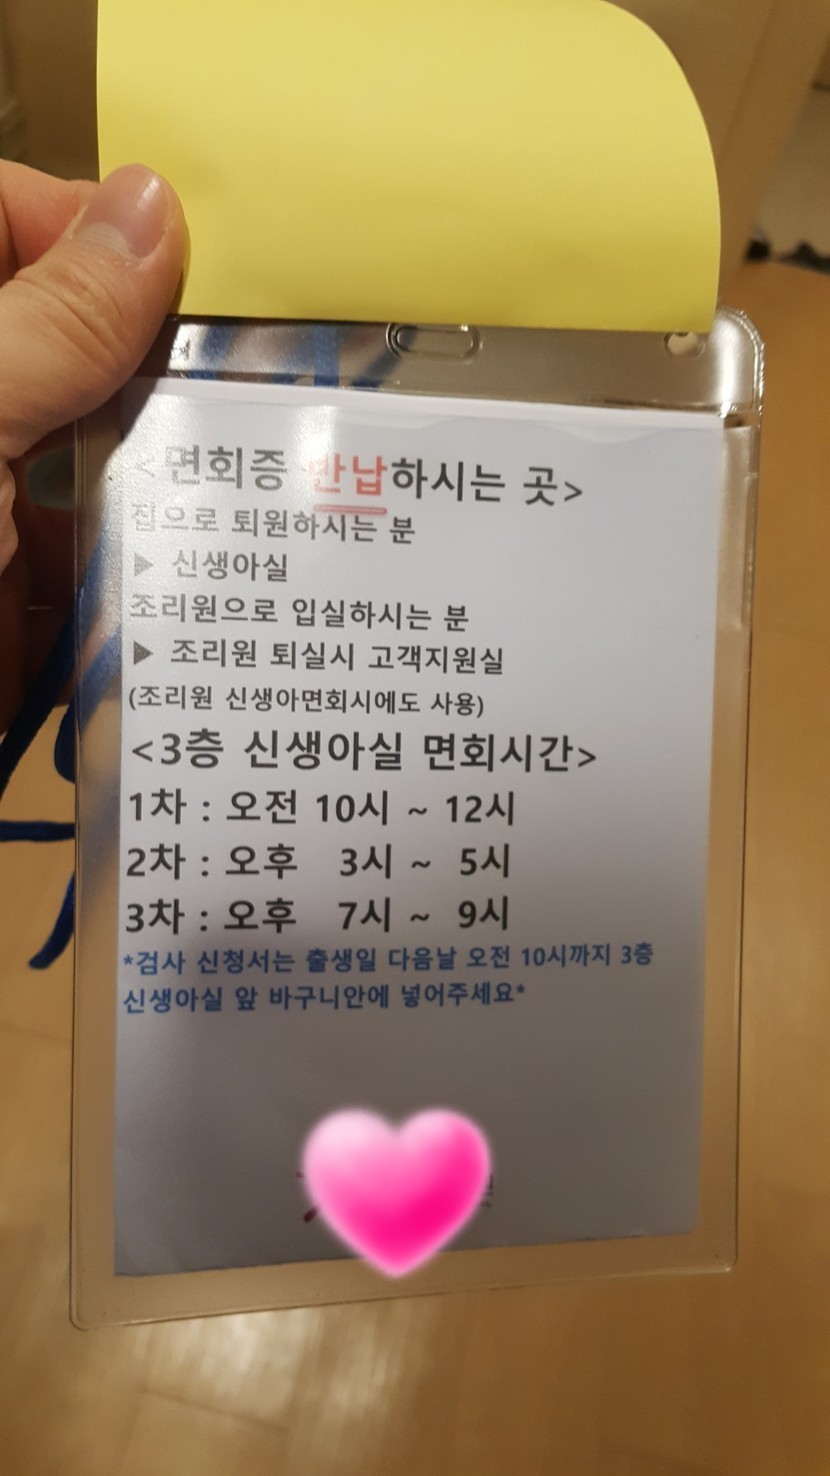 <면회증 반납하시는 곳>
집으로 퇴원하시는 분
▶ 신생아실
조리원으로 입실하시는 분
▶ 조리원 퇴실시 고객지원실
(조리원 신생아면회시에도 사용)
<3층 신생아실 면회시간>
1차 : 오전 10시 ~ 12시
2차 : 오후 3시 ~ 5시
3차 : 오후 7시 ~ 9시
*검사 신청서는 출생일 다음날 오전 10시까지 3층
신생아실 앞 바구니안에 넣어주세요*